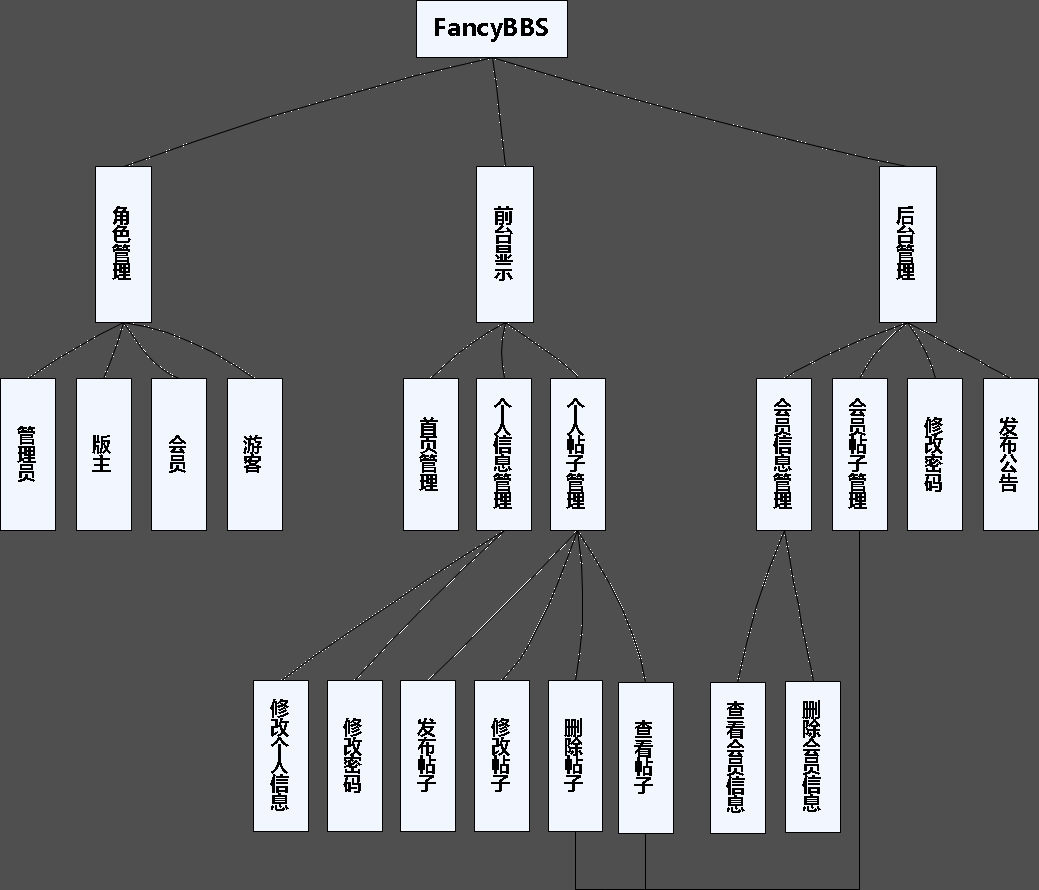 FancyBBS
角色管理
前台显示
后台管理
管理员
版主
会员
游客
首页管理
个人信息管理
个人帖子管理
会员信息管理
会员帖子管理
修改密码
发布公告
修改个人信息
修改密码
发布帖子
修改帖子
删除帖子
查看帖子
查看会员信息
删除会员信息